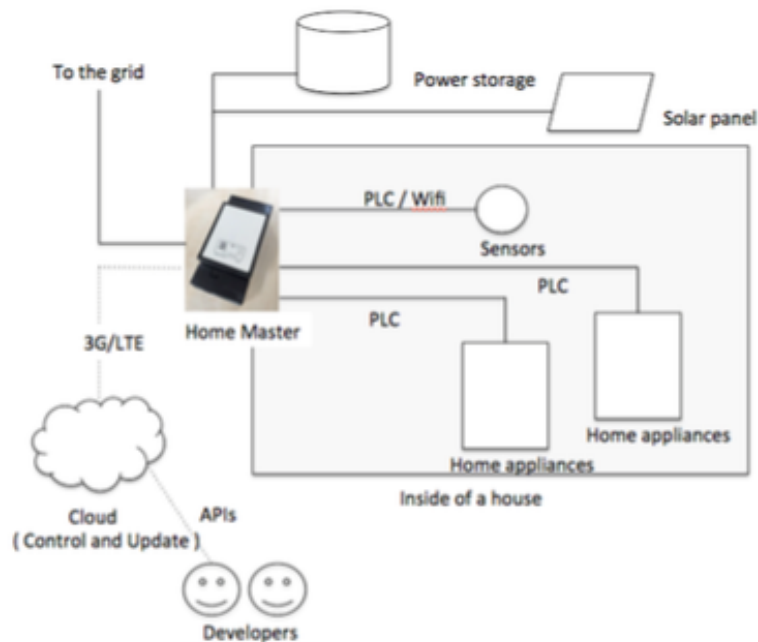 To the grid
Power storage
Solar panel
PLC / Wifi
Sensors
PLC
PLC
Home Master
3G/LTE
Home appliances
Home appliances
Inside of a house
Cloud
( Control and Update )
APIs
Developers